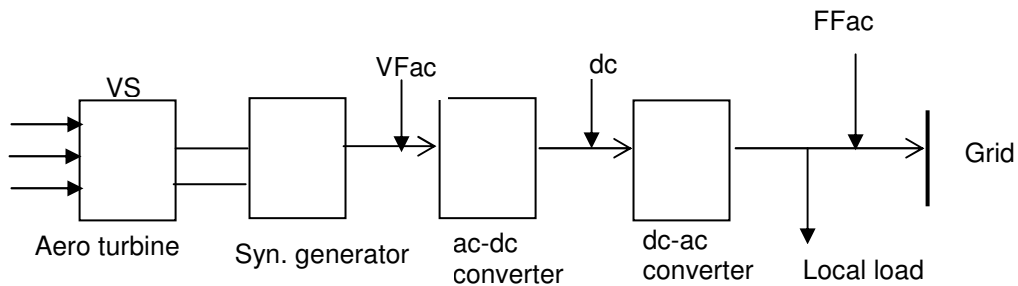 FFac
VFac
dc
VS
Grid
Aero turbine
Syn. generator
ac-dc
converter
dc-ac
converter
Local load